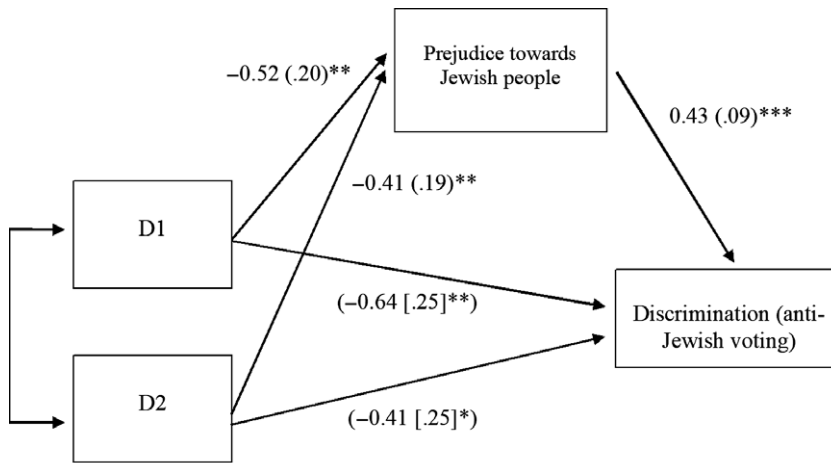 Prejudice towards
Jewish people
−0.52 (.20)**
0.43 (.09)***
−0.41 (.19)**
D1
(−0.64 [.25]**)
Discrimination (anti-
Jewish voting)
D2
(−0.41 [.25]*)